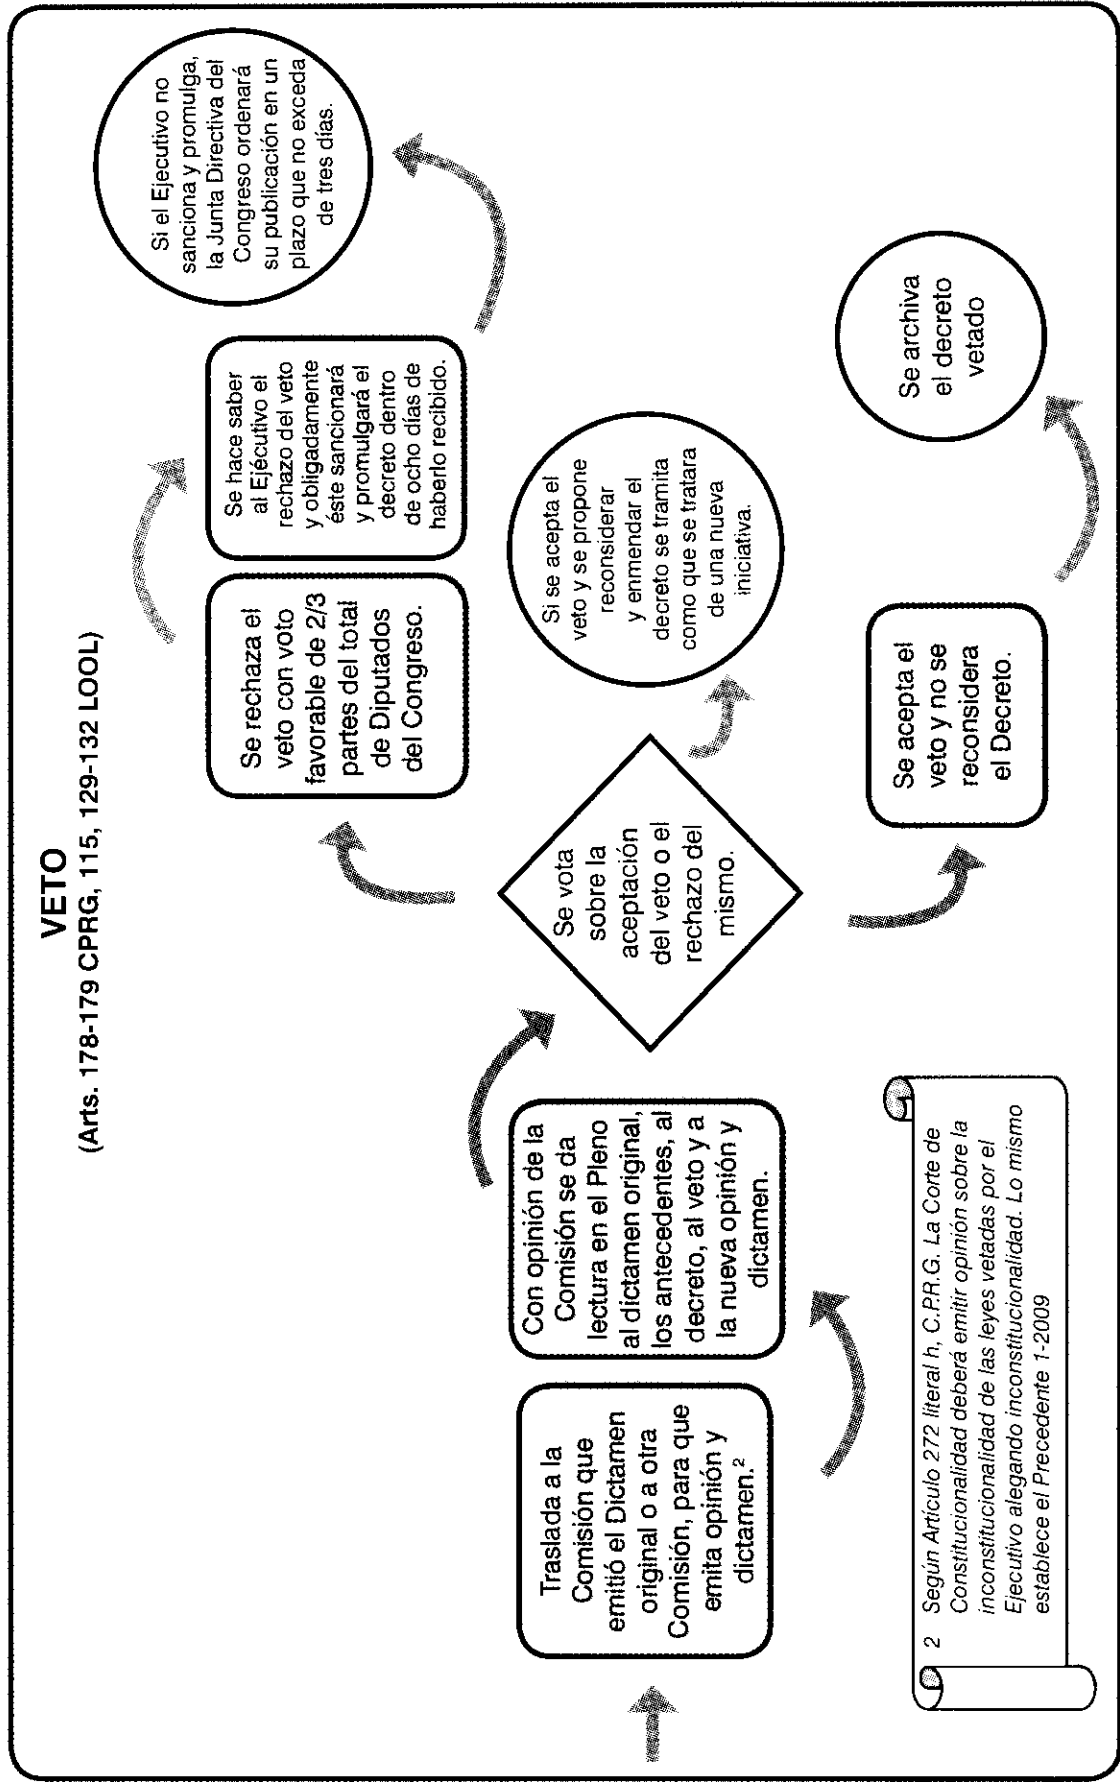 VETO
(Arts. 178-179 CPRG, 115, 129-132 LOOL)
Traslada a la
Comisión que
emitió el Dictamen
original o a otra
Comisión, para que
emita opinión y
dictamen.²
Con opinión de la
Comisión se da
lectura en el Pleno
al dictamen original,
los antecedentes, al
decreto, al veto y a
la nueva opinión y
dictamen.
Se vota
sobre la
aceptación
del veto o el
rechazo del
mismo.
Se rechaza el
veto con voto
favorable de 2/3
partes del total
de Diputados
del Congreso.
Se hace saber
al Ejécutivo el
rechazo del veto
y obligadamente
éste sancionará
y promulgará el
decreto dentro
de ocho días de
haberlo recibido.
Si el Ejecutivo no
sanciona y promulga,
la Junta Directiva del
Congreso ordenará
su publicación en un
plazo que no exceda
de tres días.
Si se acepta el
veto y se propone
reconsiderar
y enmendar el
decreto se tramita
como que se tratara
de una nueva
iniciativa.
Se acepta el
veto y no se
reconsidera
el Decreto.
Se archiva
el decreto
vetado
2 Según Artículo 272 literal h, C.P.R.G. La Corte de
Constitucionalidad deberá emitir opinión sobre la
inconstitucionalidad de las leyes vetadas por el
Ejecutivo alegando inconstitucionalidad. Lo mismo
establece el Precedente 1-2009